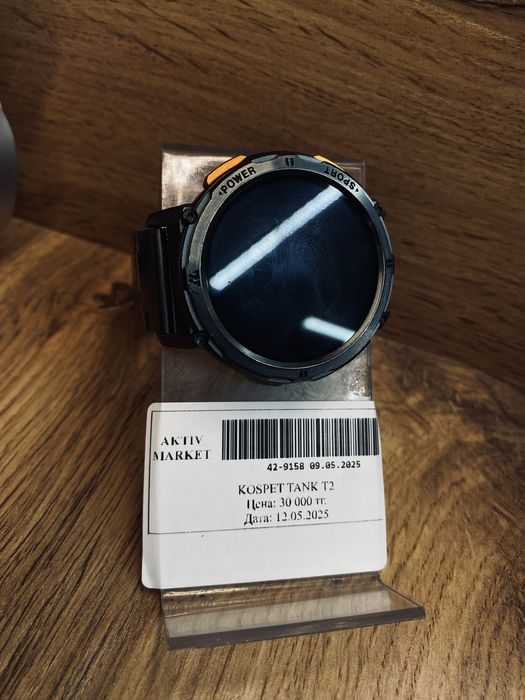 POWER
SPORT
AKTIV
MARKET
42-9158 09.05.2025
KOSPET TANK T2
Цена: 30 000 тг.
Дата: 12.05.2025